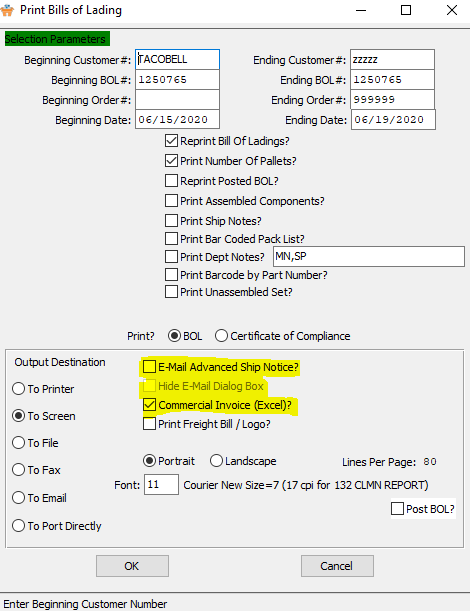 Print Bills of Lading
Selection Parameters
Beginning Customer#: TACOBELL Ending Customer#: zzzzz
Beginning BOL#: 1250765 Ending BOL#: 1250765
Beginning Order#: Ending Order#: 999999
Beginning Date: 06/15/2020 Ending Date: 06/19/2020
Reprint Bill Of Ladings?
Print Number Of Pallets?
Reprint Posted BOL?
Print Assembled Components?
Print Ship Notes?
Print Bar Coded Pack List?
Print Dept Notes? MN,SP
Print Barcode by Part Number?
Print Unassembled Set?
Print? BOL Certificate of Compliance
Output Destination
To Printer
To Screen
To File
To Fax
To Email
To Port Directly
E-Mail Advanced Ship Notice?
Hide E-Mail Dialog Box
Commercial Invoice (Excel)?
Print Freight Bill / Logo?
Portrait Landscape Lines Per Page: 80
Font: 11 Courier New Size=7 (17 cpi for 132 CLMN REPORT)
Post BOL?
OK Cancel
Enter Beginning Customer Number